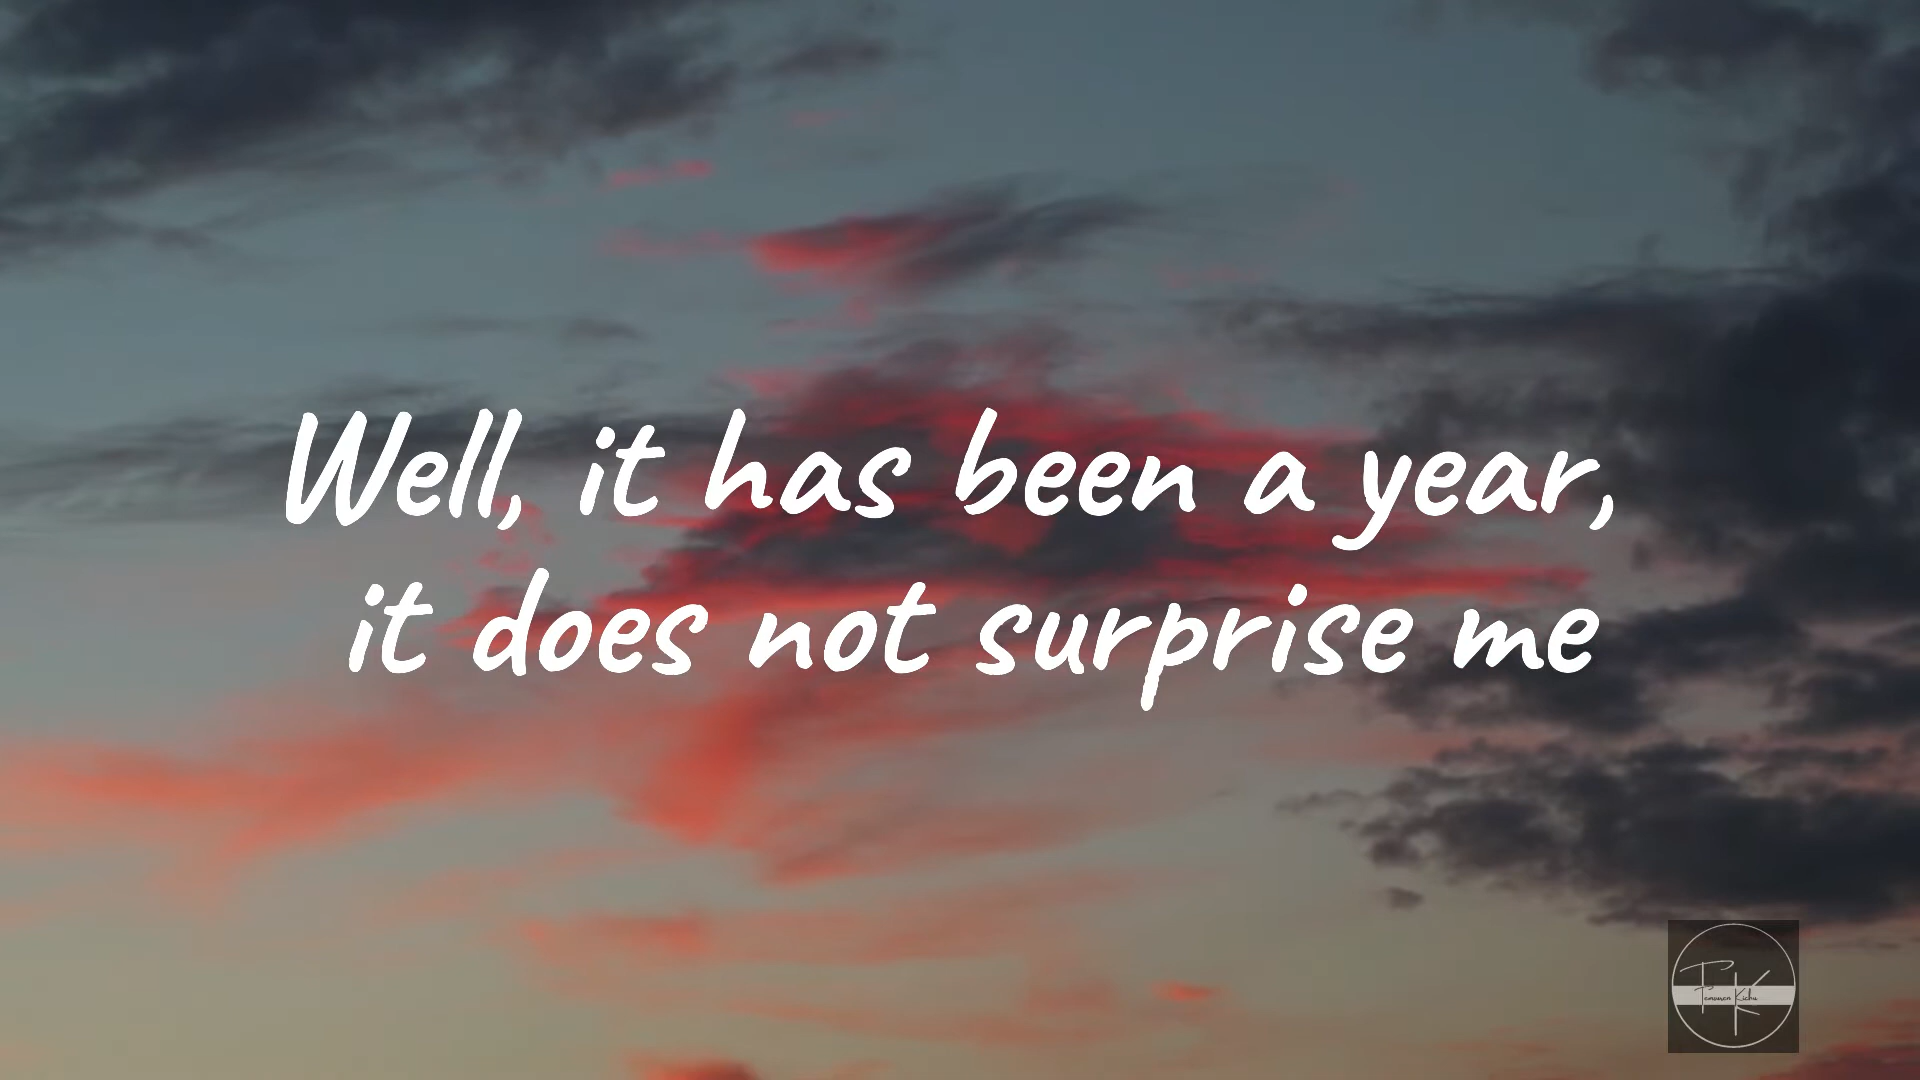 Well, it has been a year,
it does not surprise me